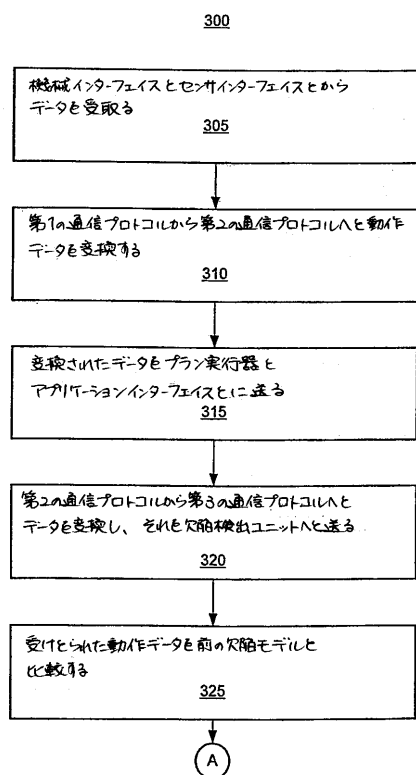 300
機械インターフェイスとセンサインターフェイスとから
データを受取る
305
第1の通信プロトコルから第2の通信プロトコルへと動作
データを変換する
310
変換されたデータをプラン実行器と
アプリケーションインターフェイスとに送る
315
第2の通信プロトコルから第3の通信プロトコルへと
データを変換し、それを欠陥検出ユニットへと送る
320
受けとられた動作データを前の欠陥モデルと
比較する
325
A